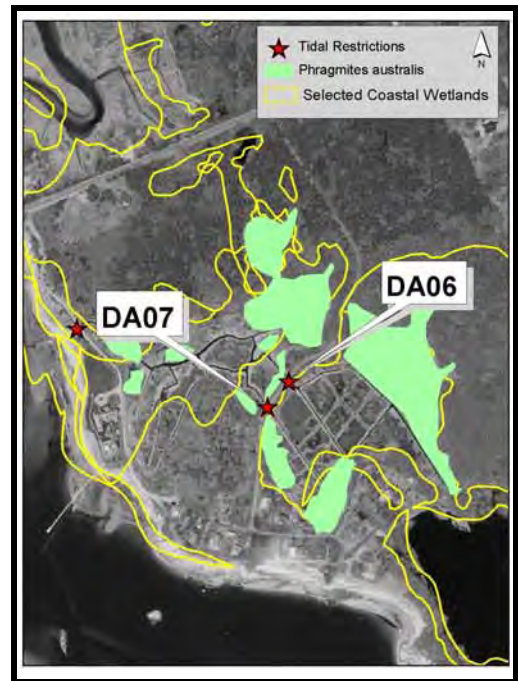 Tidal Restrictions
Phragmites australis
Selected Coastal Wetlands
N
DA07
DA06